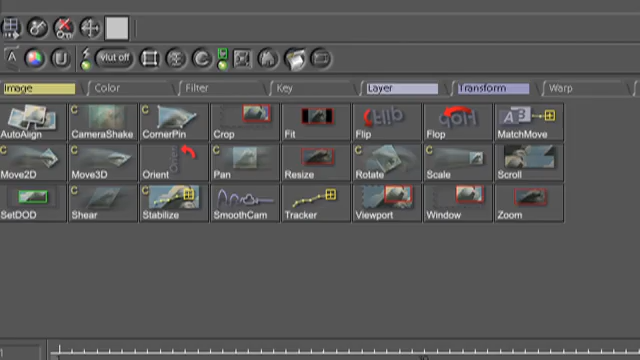 vlut off
Image Color Filter Key Layer Transform Warp
AutoAlign CameraShake CornerPin Crop Fit Flip Flop MatchMove
Move2D Move3D Orient Pan Resize Rotate Scale Scroll
SetDOD Shear Stabilize SmoothCam Tracker Viewport Window Zoom